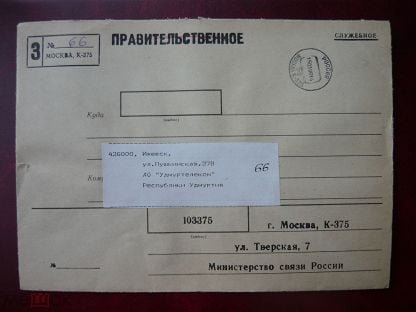 З № 66
МОСКВА, К-375
ПРАВИТЕЛЬСТВЕННОЕ
СЛУЖЕБНОЕ
Куда
Кому
426000, Ижевск,
ул.Пушкинская,278
АО "Удмуртелеком"
Республики Удмуртия
66
103375
г. Москва, К-375
ул. Тверская, 7
Министерство связи России
№